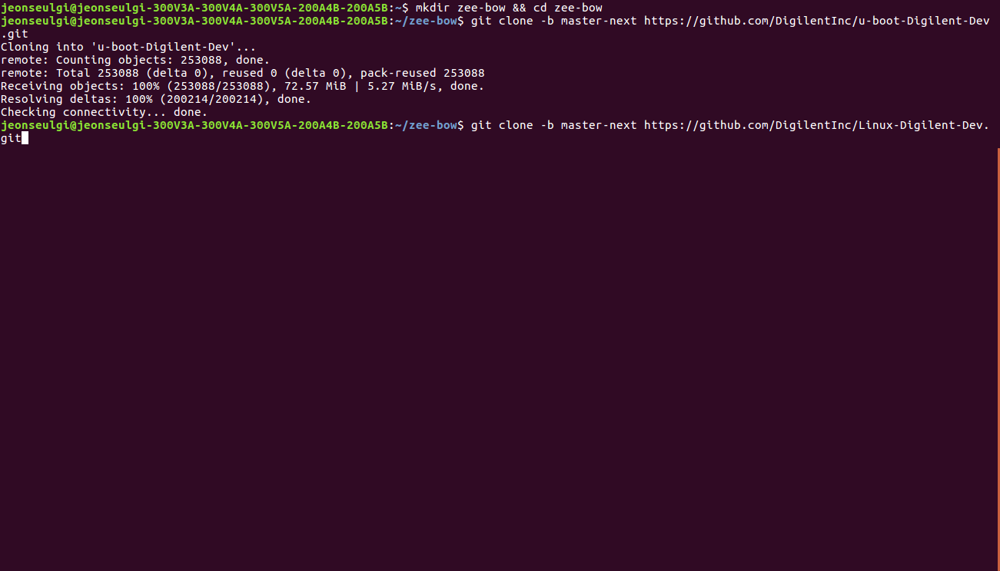 jeonseulgi@jeonseulgi-300V3A-300V4A-300V5A-200A4B-200A5B:~$ mkdir zee-bow && cd zee-bow
jeonseulgi@jeonseulgi-300V3A-300V4A-300V5A-200A4B-200A5B:~/zee-bow$ git clone -b master-next https://github.com/DigilentInc/u-boot-Digilent-Dev
.git
Cloning into 'u-boot-Digilent-Dev'...
remote: Counting objects: 253088, done.
remote: Total 253088 (delta 0), reused 0 (delta 0), pack-reused 253088
Receiving objects: 100% (253088/253088), 72.57 MiB | 5.27 MiB/s, done.
Resolving deltas: 100% (200214/200214), done.
Checking connectivity... done.
jeonseulgi@jeonseulgi-300V3A-300V4A-300V5A-200A4B-200A5B:~/zee-bow$ git clone -b master-next https://github.com/DigilentInc/Linux-Digilent-Dev.
git